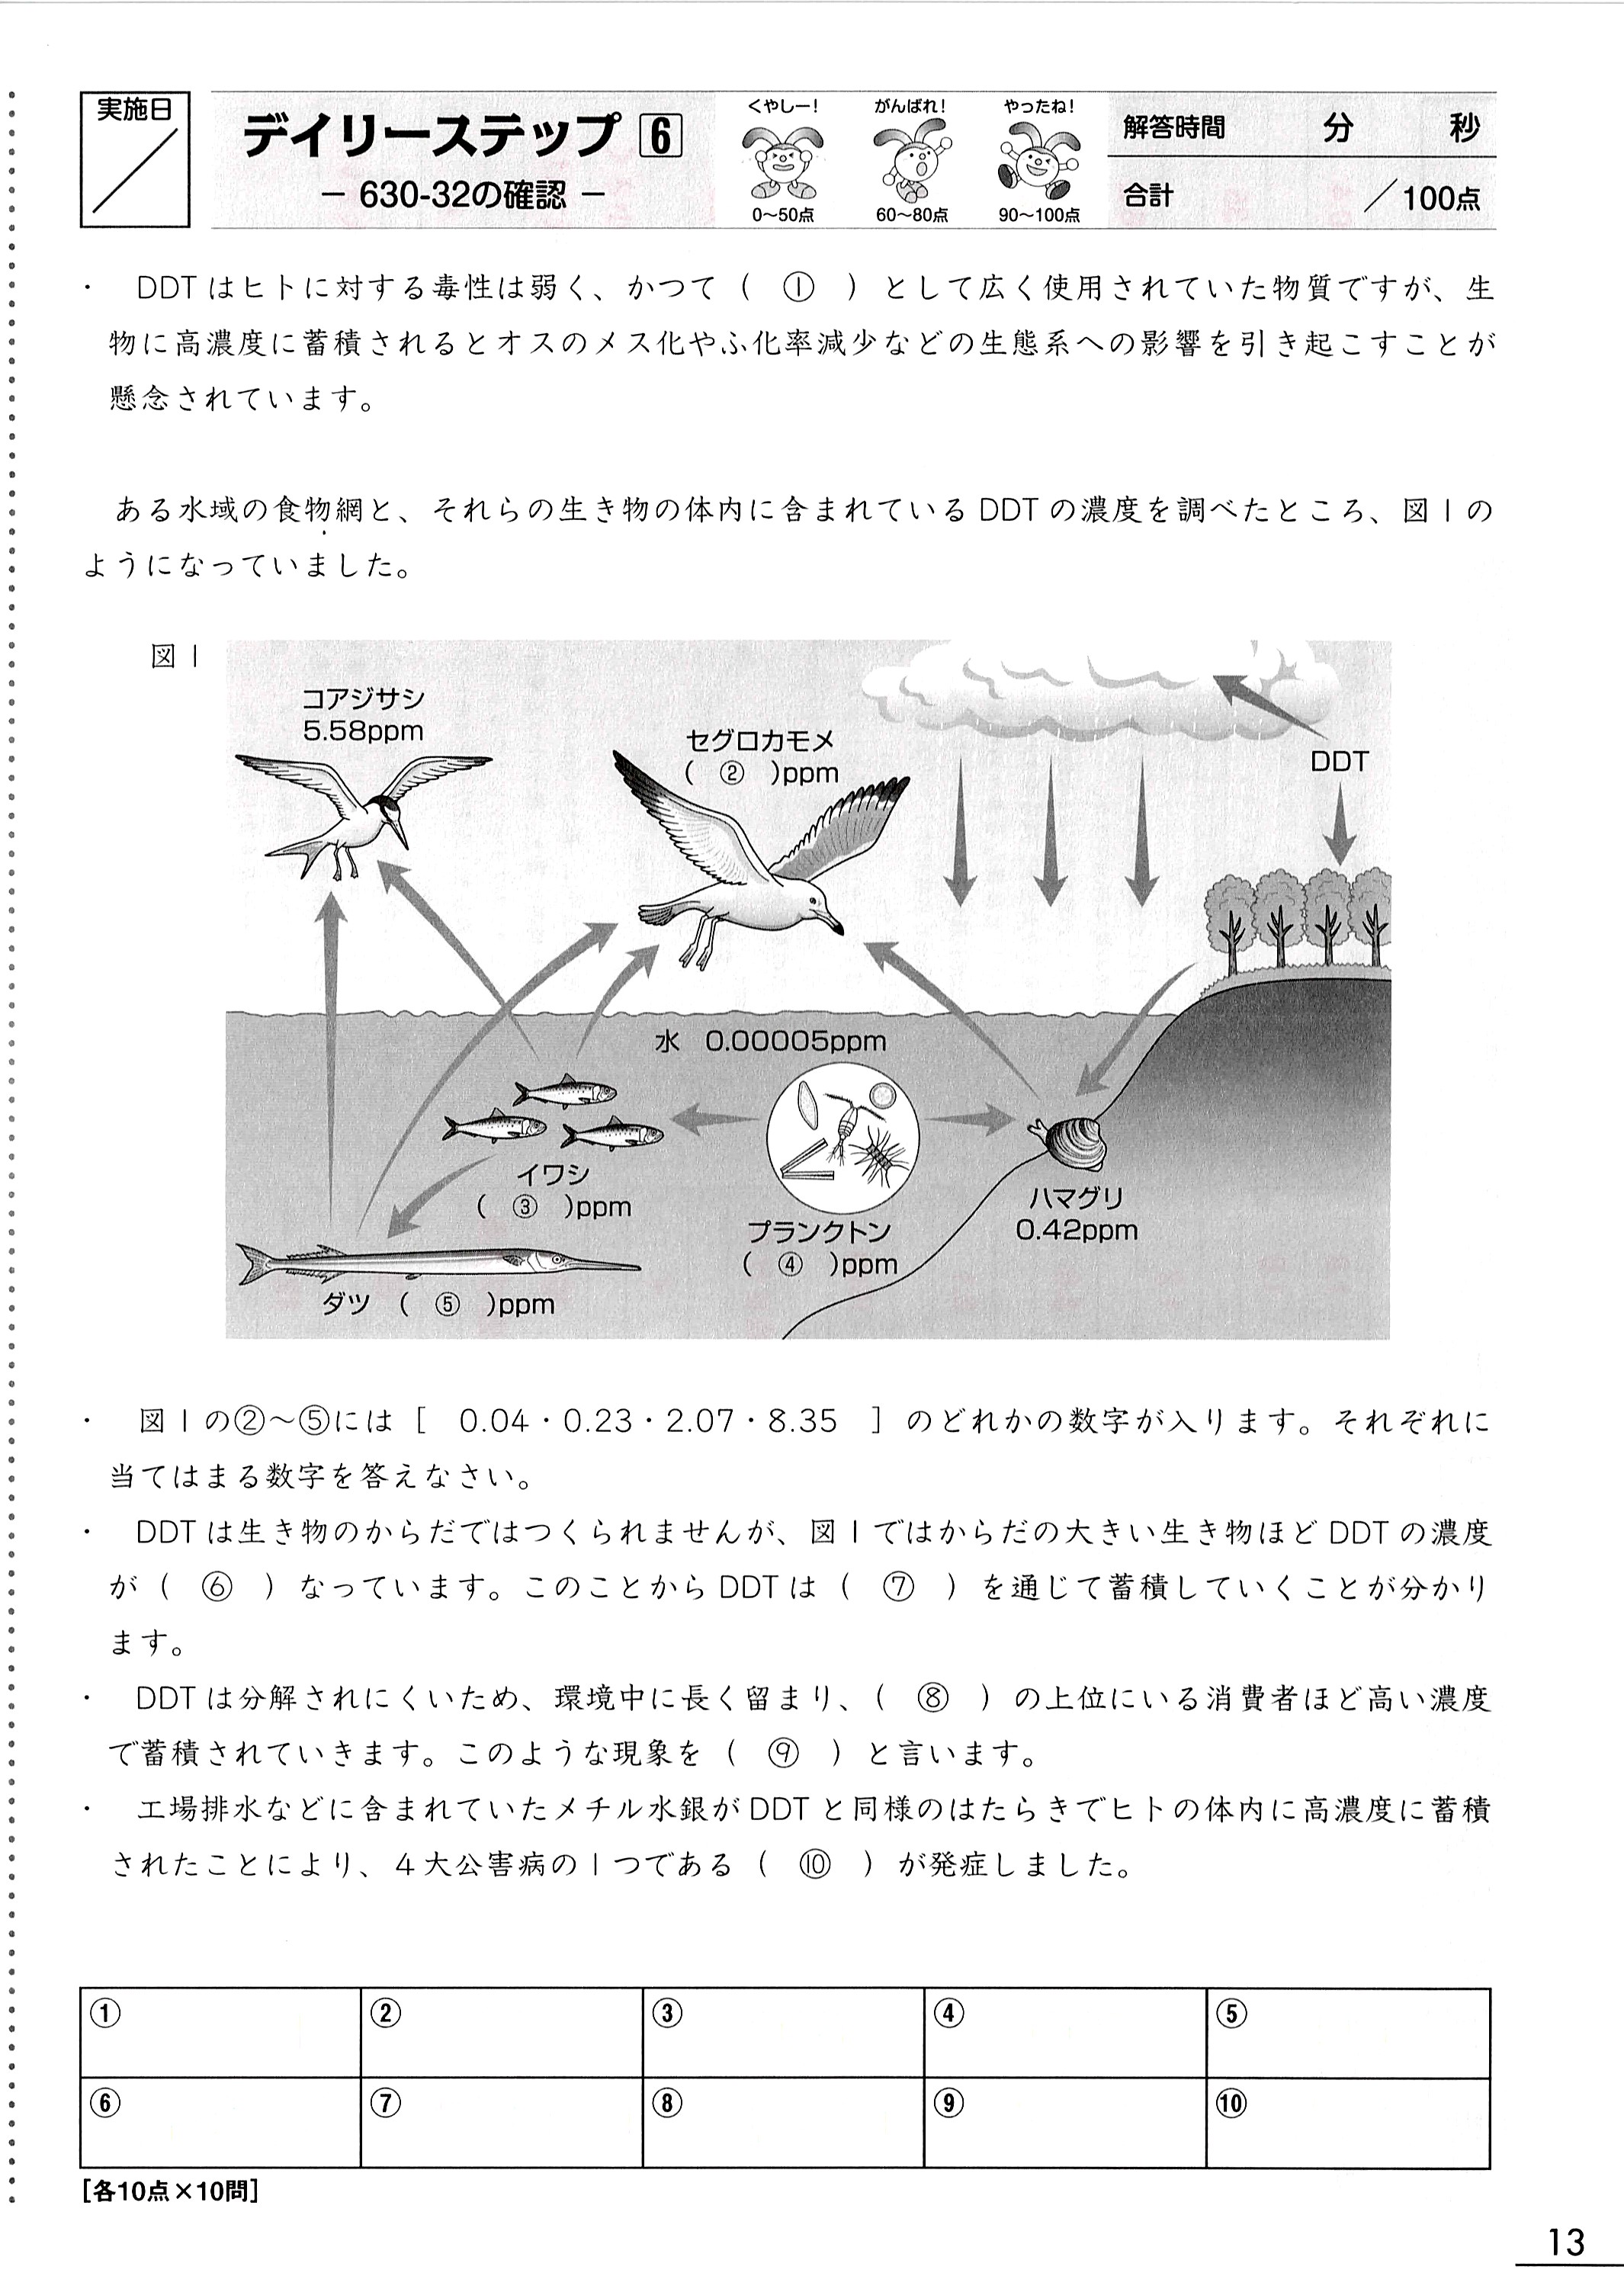 実施日
デイリーステップ 6
− 630-32の確認 −
くやしー!
0〜50点
がんばれ!
60〜80点
やったね!
90〜100点
解答時間 分 秒
合計 /100点
・ DDTはヒトに対する毒性は弱く、かつて（ ① ）として広く使用されていた物質ですが、生
物に高濃度に蓄積されるとオスのメス化やふ化率減少などの生態系への影響を引き起こすことが
懸念されています。
ある水域の食物網と、それらの生き物の体内に含まれているDDTの濃度を調べたところ、図1の
ようになっていました。
図1
コアジサシ
5.58ppm
セグロカモメ
( ② )ppm
DDT
水 0.00005ppm
イワシ
( ③ )ppm
プランクトン
( ④ )ppm
ハマグリ
0.42ppm
ダツ ( ⑤ )ppm
・ 図1の②〜⑤には［ 0.04・0.23・2.07・8.35 ］のどれかの数字が入ります。それぞれに
当てはまる数字を答えなさい。
・ DDTは生き物のからだではつくられませんが、図1ではからだの大きい生き物ほどDDTの濃度
が（ ⑥ ）なっています。このことからDDTは（ ⑦ ）を通じて蓄積していくことが分かり
ます。
・ DDTは分解されにくいため、環境中に長く留まり、（ ⑧ ）の上位にいる消費者ほど高い濃度
で蓄積されていきます。このような現象を（ ⑨ ）と言います。
・ 工場排水などに含まれていたメチル水銀がDDTと同様のはたらきでヒトの体内に高濃度に蓄積
されたことにより、4大公害病の1つである（ ⑩ ）が発症しました。
① ② ③ ④ ⑤
⑥ ⑦ ⑧ ⑨ ⑩
[各10点×10問]
13